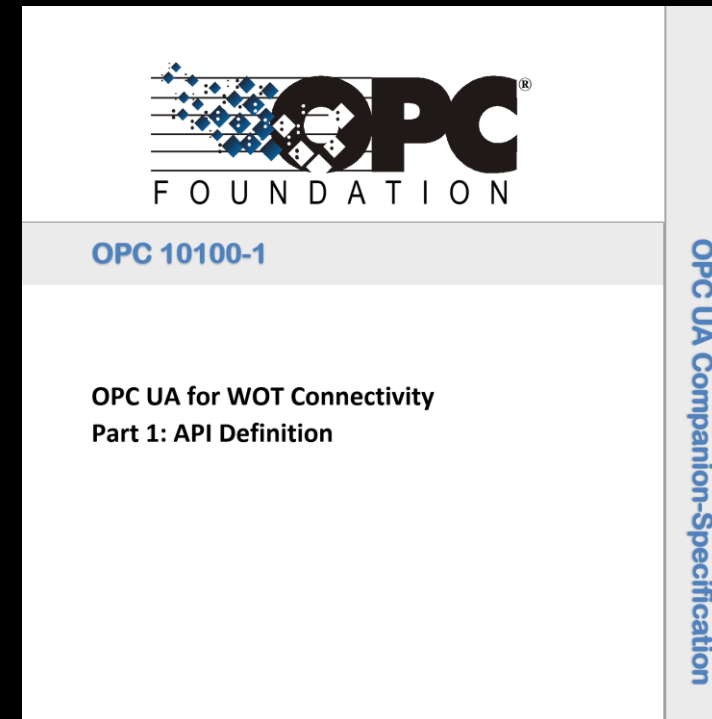 OPC®
FOUNDATION
OPC 10100-1
OPC UA for WOT Connectivity
Part 1: API Definition
OPC UA Companion-Specification